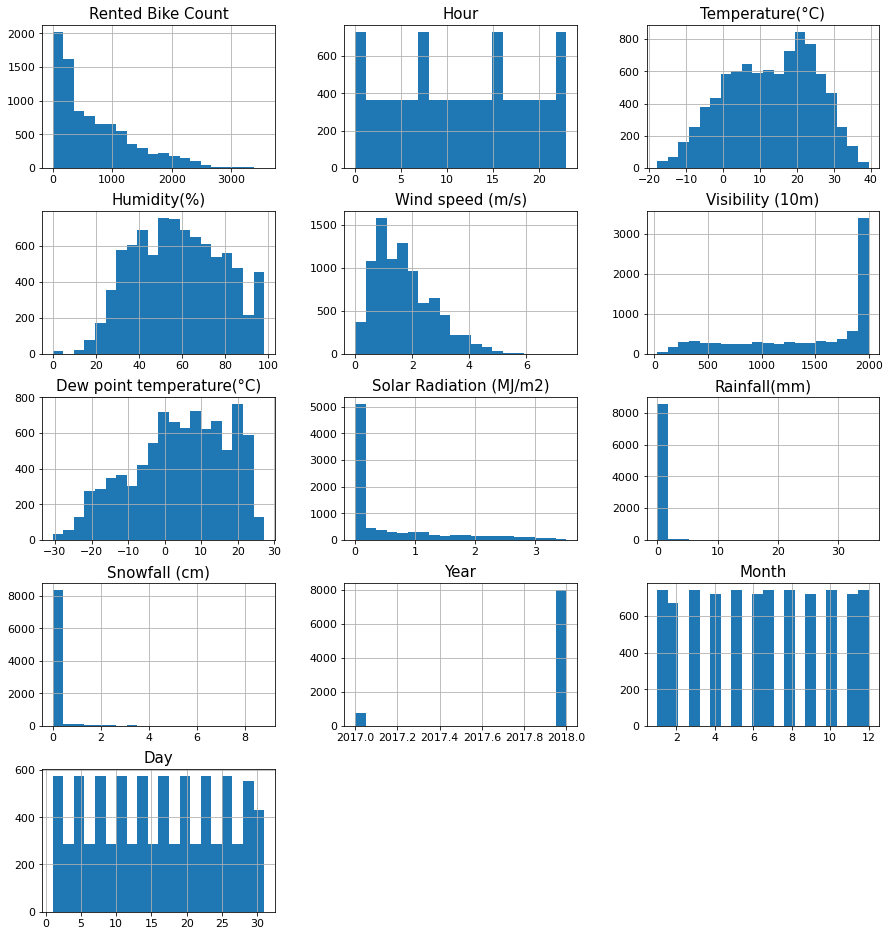 Rented Bike Count
2000
1500
1000
500
0
0 1000 2000 3000
Hour
600
400
200
0
0 5 10 15 20
Temperature(°C)
800
600
400
200
0
−20 −10 0 10 20 30 40
Humidity(%)
600
400
200
0
0 20 40 60 80 100
Wind speed (m/s)
1500
1000
500
0
0 2 4 6
Visibility (10m)
3000
2000
1000
0
0 500 1000 1500 2000
Dew point temperature(°C)
800
600
400
200
0
−30 −20 −10 0 10 20 30
Solar Radiation (MJ/m2)
5000
4000
3000
2000
1000
0
0 1 2 3
Rainfall(mm)
8000
6000
4000
2000
0
0 10 20 30
Snowfall (cm)
8000
6000
4000
2000
0
0 2 4 6 8
Year
8000
6000
4000
2000
0
2017.0 2017.2 2017.4 2017.6 2017.8 2018.0
Month
600
400
200
0
2 4 6 8 10 12
Day
600
400
200
0
0 5 10 15 20 25 30